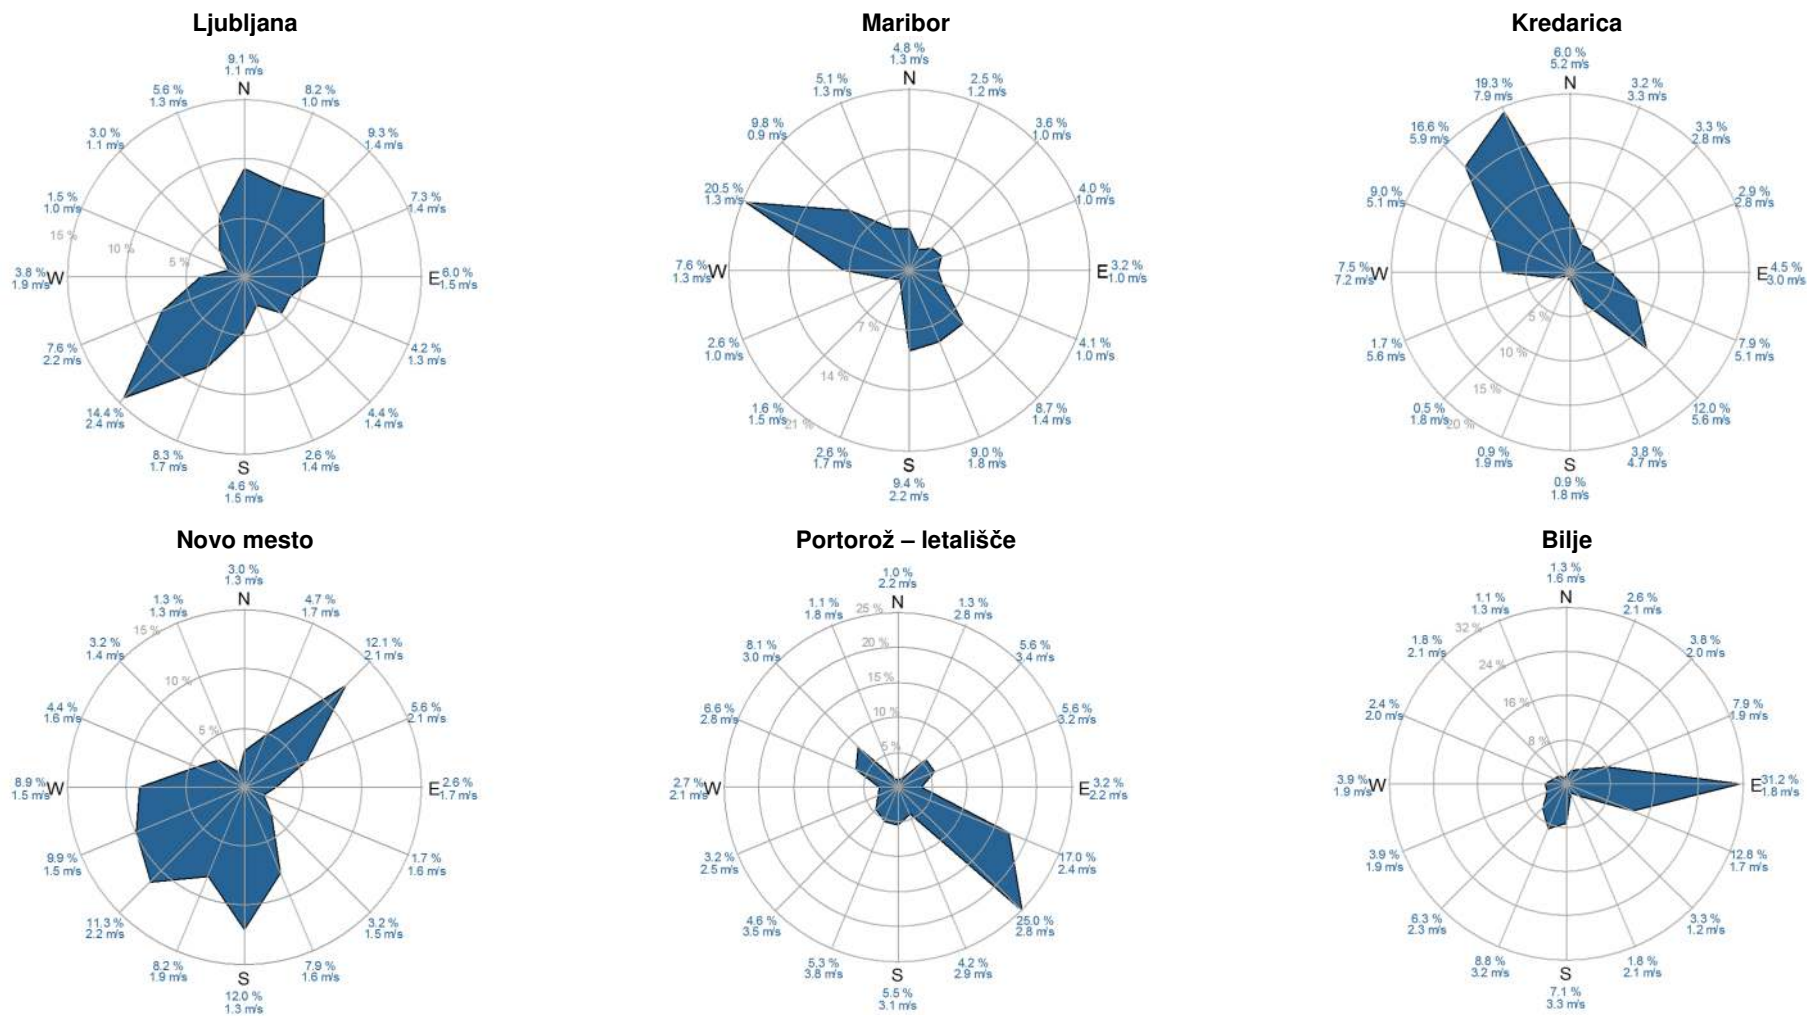 Ljubljana
9.1 %
1.1 m/s
N
5.6 %
1.3 m/s
8.2 %
1.0 m/s
3.0 %
1.1 m/s
9.3 %
1.4 m/s
1.5 %
1.0 m/s
7.3 %
1.4 m/s
15 %
10 %
5 %
3.8 %
1.9 m/s
W
E
6.0 %
1.5 m/s
7.6 %
2.2 m/s
4.2 %
1.3 m/s
14.4 %
2.4 m/s
4.4 %
1.4 m/s
8.3 %
1.7 m/s
2.6 %
1.4 m/s
S
4.6 %
1.5 m/s
Maribor
4.8 %
1.3 m/s
N
5.1 %
1.3 m/s
2.5 %
1.2 m/s
9.8 %
0.9 m/s
3.6 %
1.0 m/s
20.5 %
1.3 m/s
4.0 %
1.0 m/s
7.6 %
1.3 m/s
W
E
3.2 %
1.0 m/s
7 %
14 %
21 %
2.6 %
1.0 m/s
4.1 %
1.0 m/s
1.6 %
1.5 m/s
8.7 %
1.4 m/s
2.6 %
1.7 m/s
9.0 %
1.8 m/s
S
9.4 %
2.2 m/s
Kredarica
6.0 %
5.2 m/s
N
19.3 %
7.9 m/s
3.2 %
3.3 m/s
16.6 %
5.9 m/s
3.3 %
2.8 m/s
9.0 %
5.1 m/s
2.9 %
2.8 m/s
7.5 %
7.2 m/s
W
E
4.5 %
3.0 m/s
5 %
10 %
15 %
20 %
1.7 %
5.6 m/s
7.9 %
5.1 m/s
0.5 %
1.8 m/s
12.0 %
5.6 m/s
0.9 %
1.9 m/s
3.8 %
4.7 m/s
S
0.9 %
1.8 m/s
Novo mesto
3.0 %
1.3 m/s
N
1.3 %
1.3 m/s
4.7 %
1.7 m/s
15 %
10 %
5 %
3.2 %
1.4 m/s
12.1 %
2.1 m/s
4.4 %
1.6 m/s
5.6 %
2.1 m/s
8.9 %
1.5 m/s
W
E
2.6 %
1.7 m/s
9.9 %
1.5 m/s
1.7 %
1.6 m/s
11.3 %
2.2 m/s
3.2 %
1.5 m/s
8.2 %
1.9 m/s
7.9 %
1.6 m/s
S
12.0 %
1.3 m/s
Portorož – letališče
1.0 %
2.2 m/s
N
1.1 %
1.8 m/s
1.3 %
2.8 m/s
25 %
20 %
15 %
10 %
5 %
8.1 %
3.0 m/s
5.6 %
3.4 m/s
6.6 %
2.8 m/s
5.6 %
3.2 m/s
2.7 %
2.1 m/s
W
E
3.2 %
2.2 m/s
3.2 %
2.5 m/s
17.0 %
2.4 m/s
4.6 %
3.5 m/s
25.0 %
2.8 m/s
5.3 %
3.8 m/s
4.2 %
2.9 m/s
S
5.5 %
3.1 m/s
Bilje
1.3 %
1.6 m/s
N
1.1 %
1.3 m/s
2.6 %
2.1 m/s
32 %
24 %
16 %
8 %
1.8 %
2.1 m/s
3.8 %
2.0 m/s
2.4 %
2.0 m/s
7.9 %
1.9 m/s
3.9 %
1.9 m/s
W
E
31.2 %
1.8 m/s
3.9 %
1.9 m/s
12.8 %
1.7 m/s
6.3 %
2.3 m/s
3.3 %
1.2 m/s
8.8 %
3.2 m/s
1.8 %
2.1 m/s
S
7.1 %
3.3 m/s